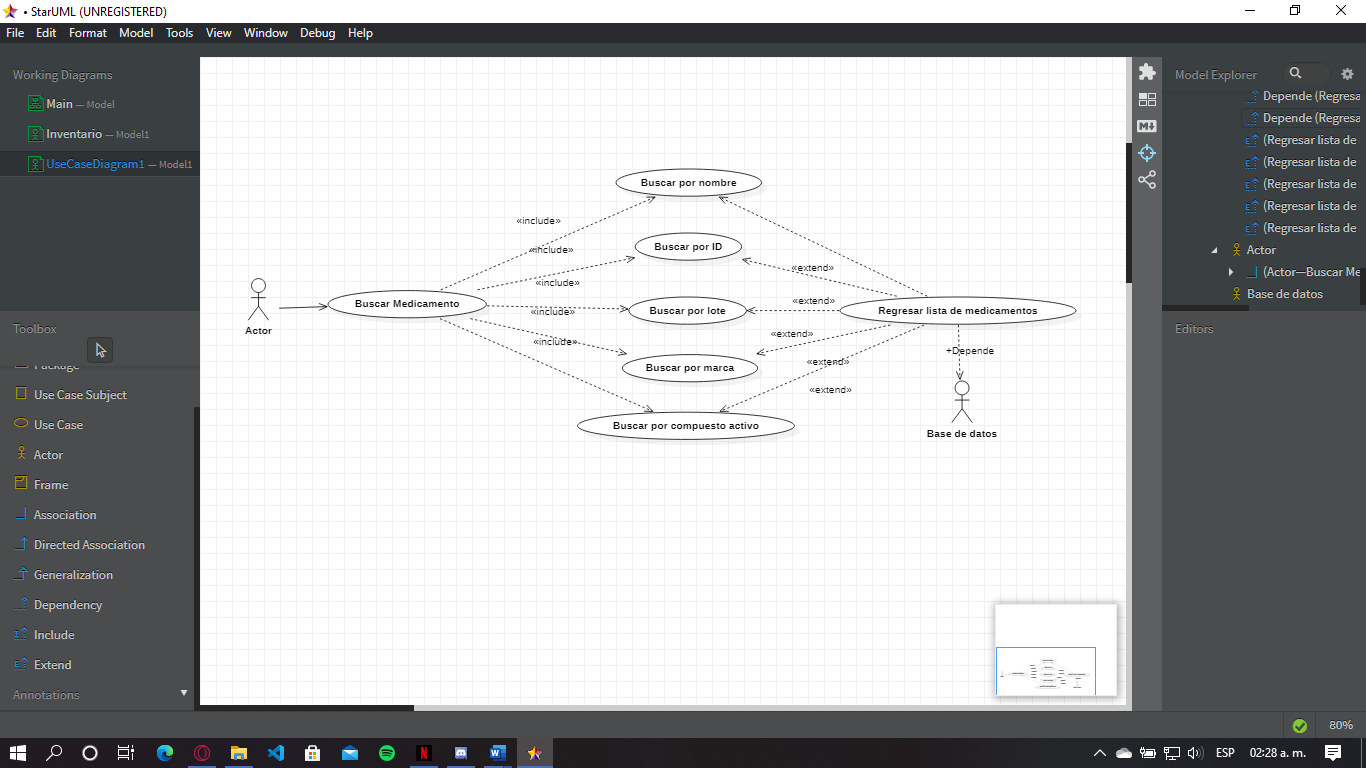 • StarUML (UNREGISTERED)
File Edit Format Model Tools View Window Debug Help
Working Diagrams
Main — Model
Inventario — Model1
UseCaseDiagram1 — Model1
Toolbox
Package
Use Case Subject
Use Case
Actor
Frame
Association
Directed Association
Generalization
Dependency
Include
Extend
Annotations
Buscar por nombre
«include»
«include»
Buscar por ID
«extend»
«include»
Actor
Buscar Medicamento
«extend»
«include»
Buscar por lote
Regresar lista de medicamentos
«extend»
«include»
+Depende
«extend»
Buscar por marca
«extend»
Buscar por compuesto activo
Base de datos
Model Explorer
Depende (Regresa
Depende (Regresa
(Regresar lista de
(Regresar lista de
(Regresar lista de
(Regresar lista de
(Regresar lista de
Actor
(Actor—Buscar Me
Base de datos
Editors
80%
ESP 02:28 a. m.